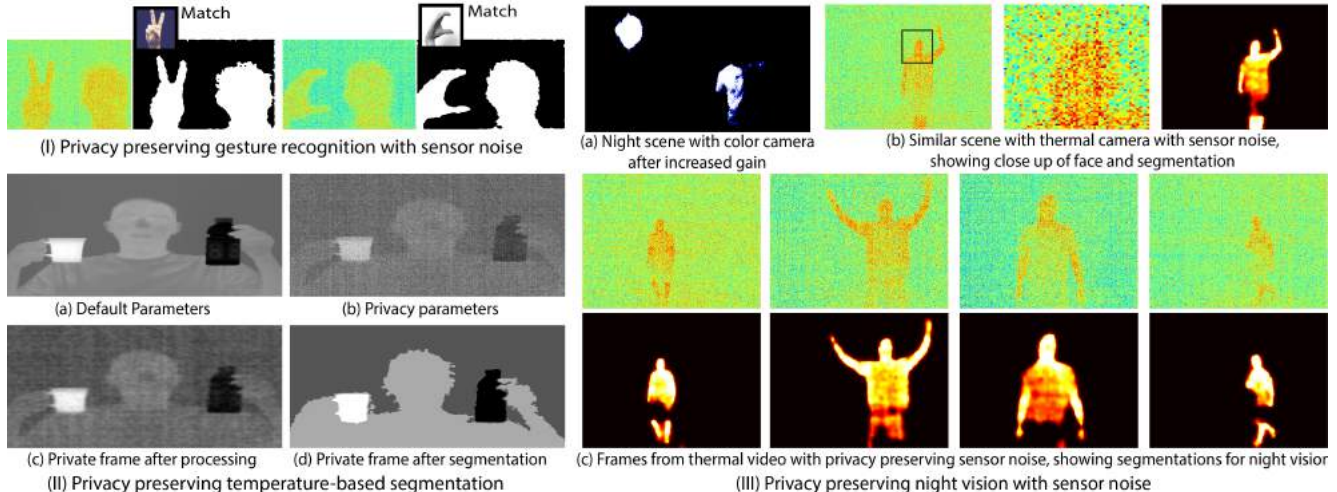 Match
Match
(I) Privacy preserving gesture recognition with sensor noise
(a) Default Parameters
(b) Privacy parameters
(c) Private frame after processing
(d) Private frame after segmentation
(II) Privacy preserving temperature-based segmentation
(a) Night scene with color camera
after increased gain
(b) Similar scene with thermal camera with sensor noise,
showing close up of face and segmentation
(c) Frames from thermal video with privacy preserving sensor noise, showing segmentations for night vision
(III) Privacy preserving night vision with sensor noise